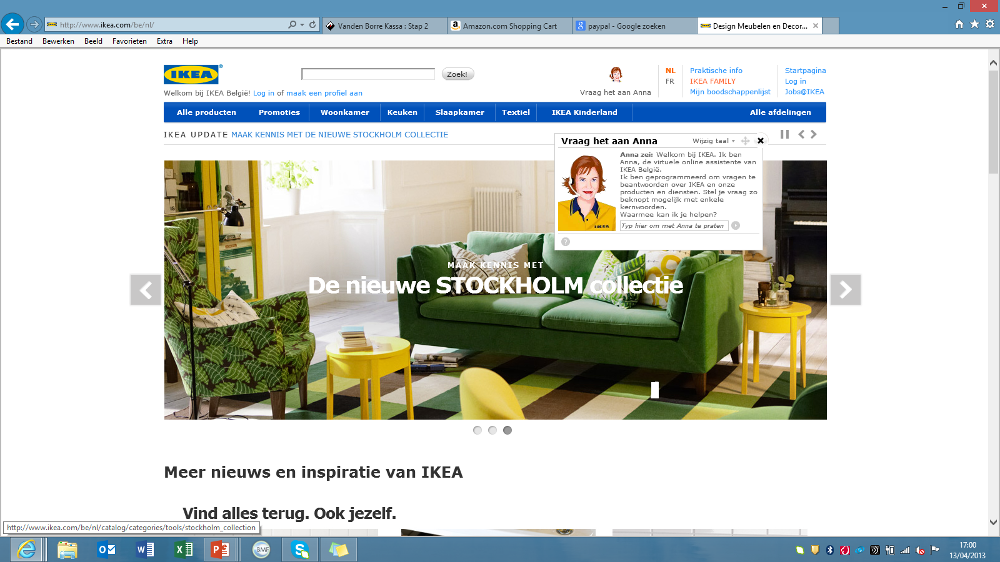 http://www.ikea.com/be/nl/
Vanden Borre Kassa : Stap 2
Amazon.com Shopping Cart
paypal - Google zoeken
Design Meubelen en Decor...
Bestand Bewerken Beeld Favorieten Extra Help
IKEA
Zoek!
Welkom bij IKEA België! Log in of maak een profiel aan
Vraag het aan Anna
NL
FR
Praktische info
IKEA FAMILY
Mijn boodschappenlijst
Startpagina
Log in
Jobs@IKEA
Alle producten Promoties Woonkamer Keuken Slaapkamer Textiel IKEA Kinderland Alle afdelingen
IKEA UPDATE MAAK KENNIS MET DE NIEUWE STOCKHOLM COLLECTIE
Vraag het aan Anna
Wijzig taal
Anna zei: Welkom bij IKEA. Ik ben
Anna, de virtuele online assistente van
IKEA België.
Ik ben geprogrammeerd om vragen te
beantwoorden over IKEA en onze
producten en diensten. Stel je vraag zo
beknopt mogelijk met enkele
kernwoorden.
Waarmee kan ik je helpen?
IKEA
Typ hier om met Anna te praten
?
MAAK KENNIS MET
De nieuwe STOCKHOLM collectie
Meer nieuws en inspiratie van IKEA
Vind alles terug. Ook jezelf.
http://www.ikea.com/be/nl/catalog/categories/tools/stockholm_collection
BMF
17:00
13/04/2013